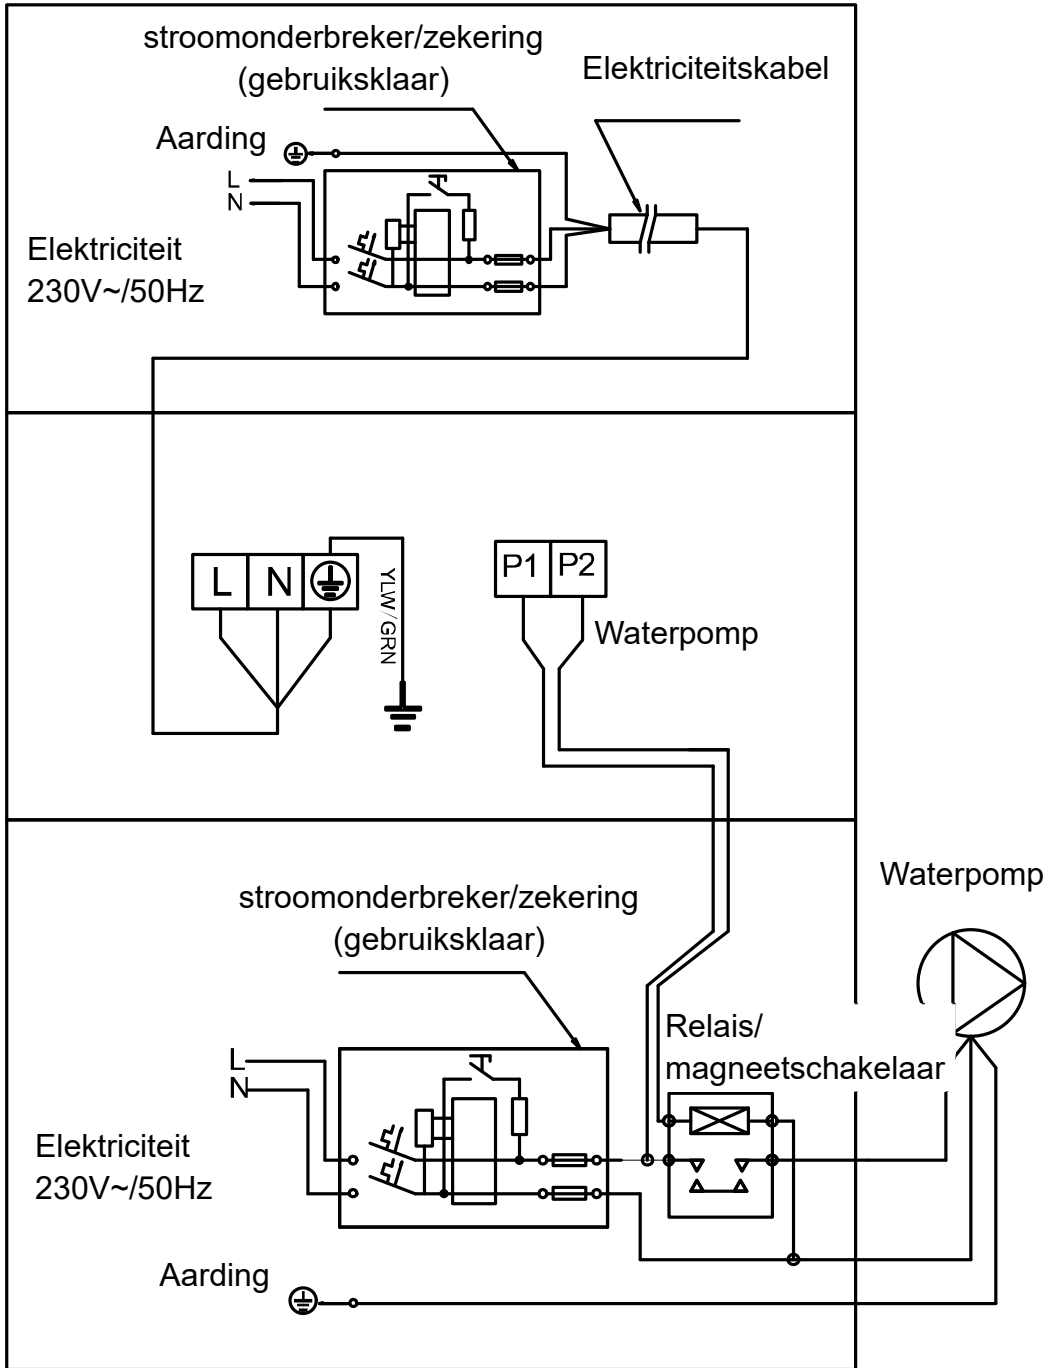 stroomonderbreker/zekering
(gebruiksklaar)
Elektriciteitskabel
Aarding
L
N
Elektriciteit
230V~/50Hz
L N
YLW/GRN
P1 P2
Waterpomp
Waterpomp
stroomonderbreker/zekering
(gebruiksklaar)
Relais/
magneetschakelaar
L
N
Elektriciteit
230V~/50Hz
Aarding